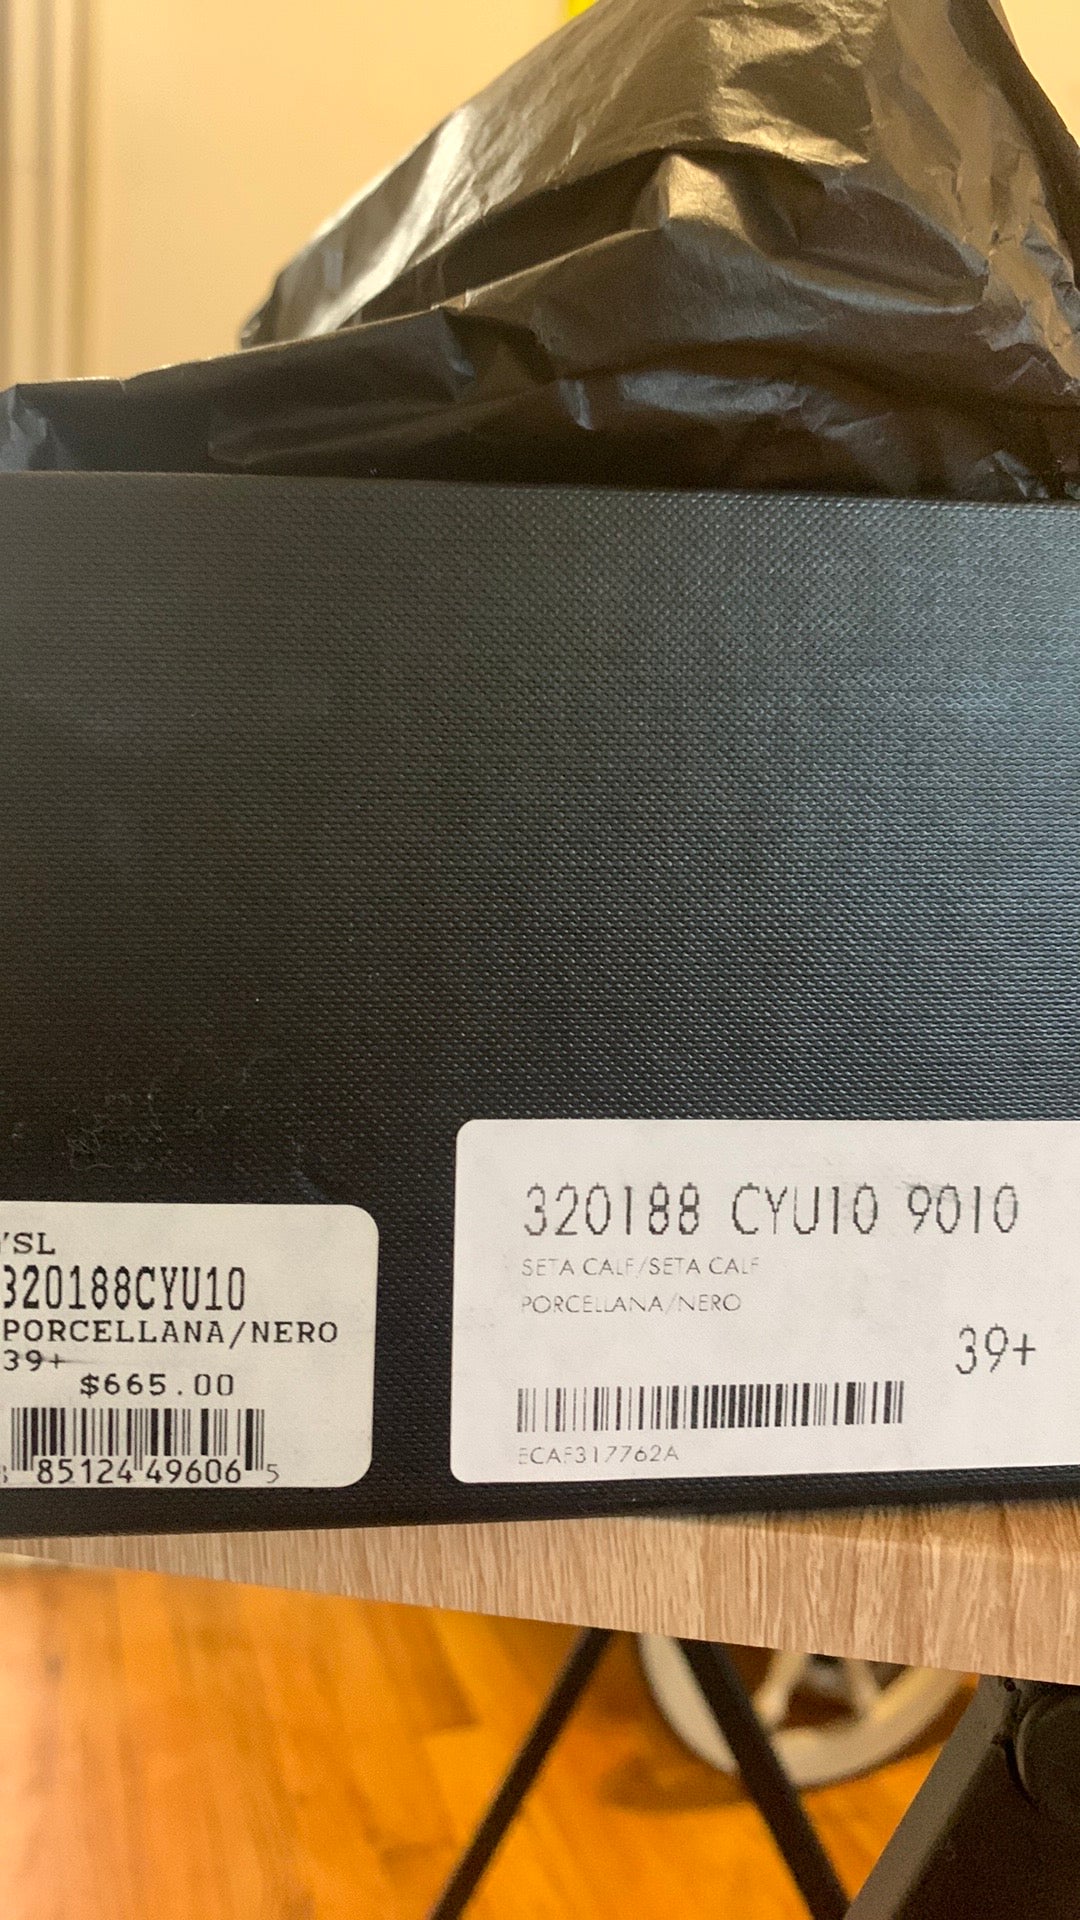 YSL
320188CYU10
PORCELLANA/NERO
39+
$665.00
85124 49606 5
320188 CYU10 9010
SETA CALF/SETA CALF
PORCELLANA/NERO
39+
ECAF317762A